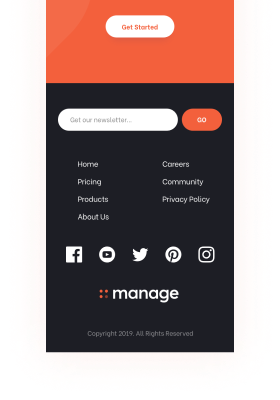 Get Started
Get our newsletter...
GO
Home
Careers
Pricing
Community
Products
Privacy Policy
About Us
manage
Copyright 2019. All Rights Reserved